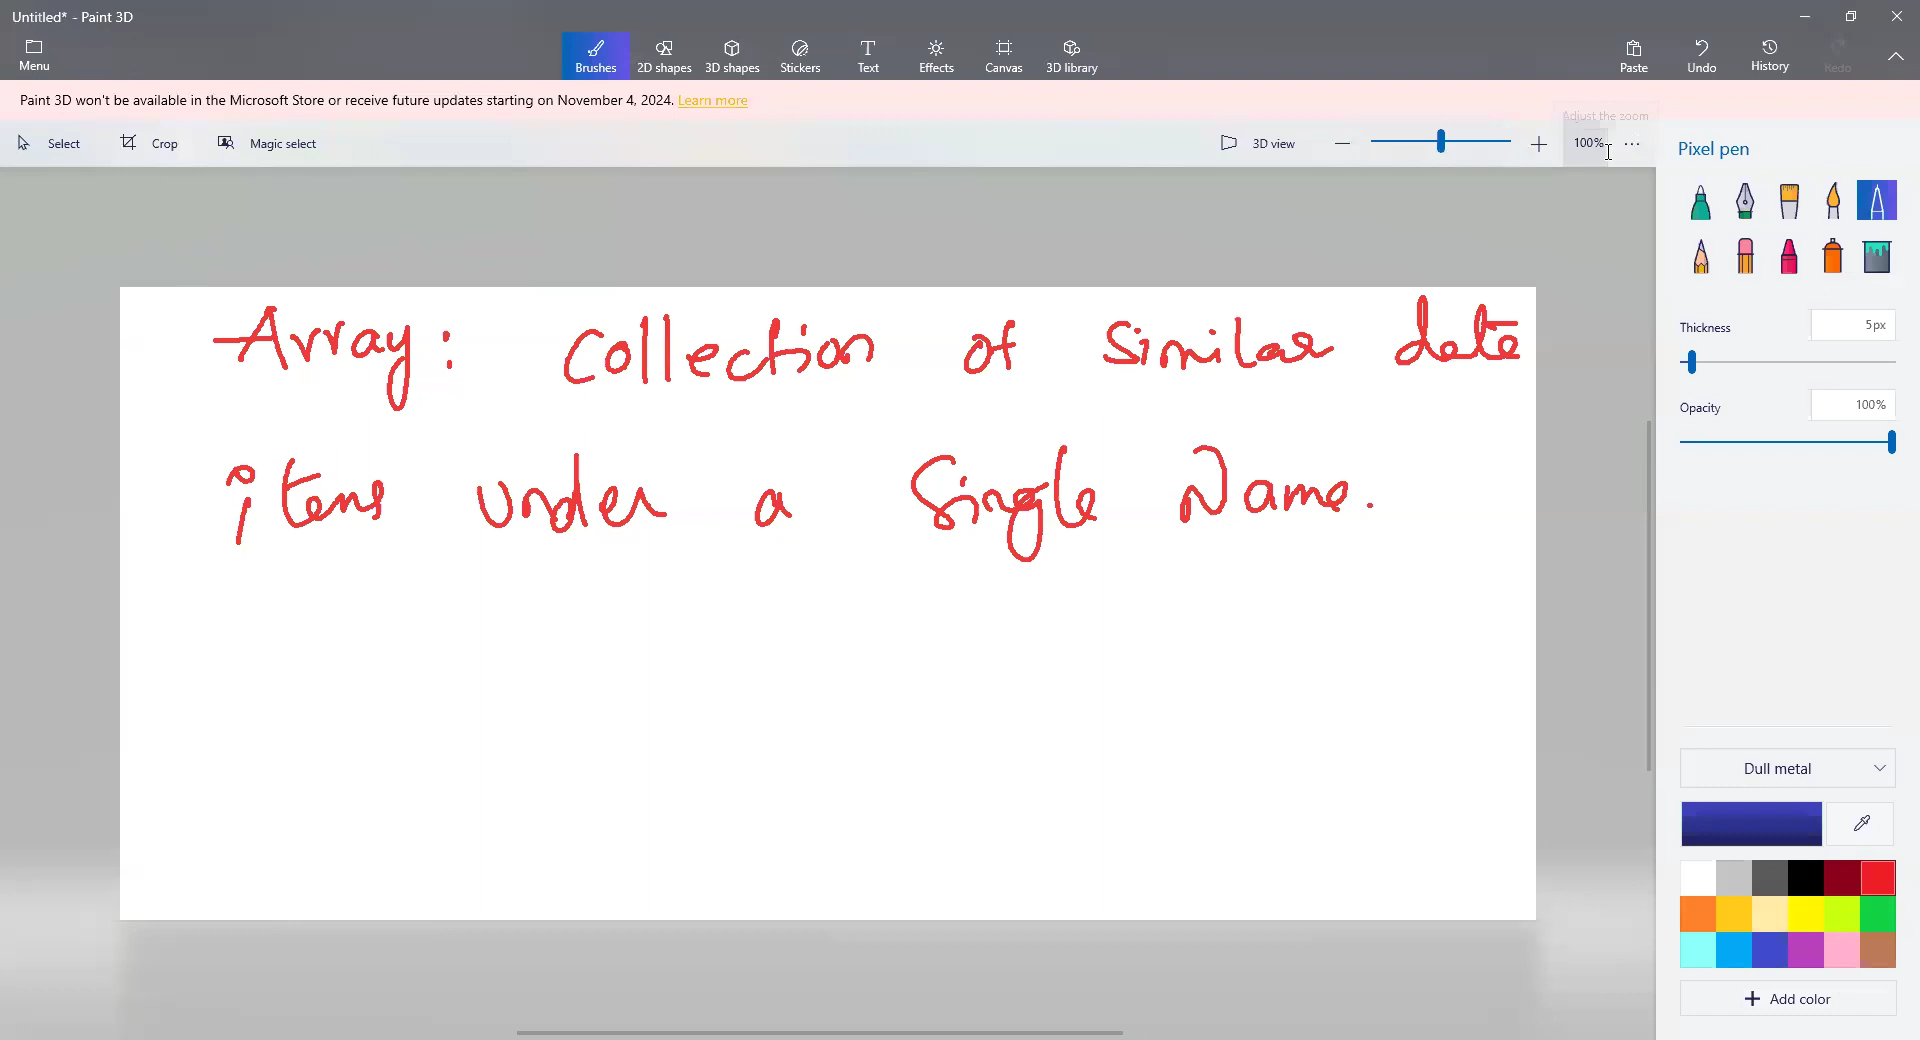 Untitled* - Paint 3D
Menu
Brushes 2D shapes 3D shapes Stickers Text Effects Canvas 3D library
Paste Undo History Redo
Paint 3D won't be available in the Microsoft Store or receive future updates starting on November 4, 2024. Learn more
Adjust the zoom
Select Crop Magic select 3D view 100% ...
Pixel pen
Thickness 5px
Opacity 100%
Array: Collection of Similar data
items under a Single Name.
Dull metal
+ Add color